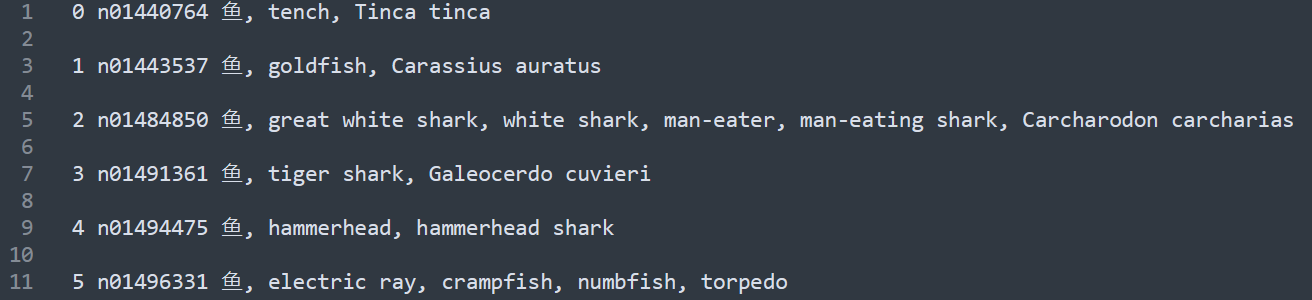 1 0 n01440764 鱼, tench, Tinca tinca
2
3 1 n01443537 鱼, goldfish, Carassius auratus
4
5 2 n01484850 鱼, great white shark, white shark, man-eater, man-eating shark, Carcharodon carcharias
6
7 3 n01491361 鱼, tiger shark, Galeocerdo cuvieri
8
9 4 n01494475 鱼, hammerhead, hammerhead shark
10
11 5 n01496331 鱼, electric ray, crampfish, numbfish, torpedo